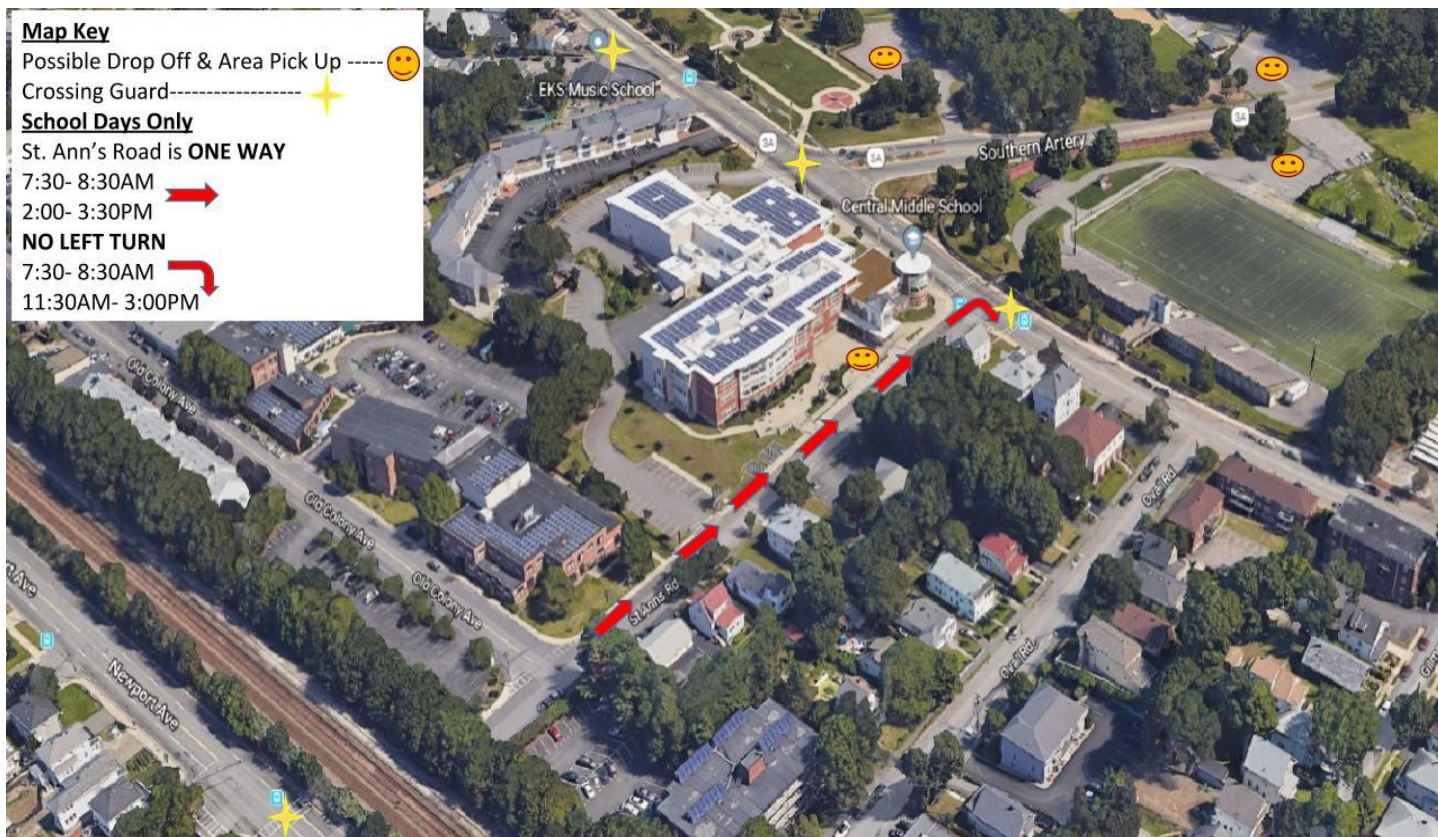 Map Key
Possible Drop Off & Area Pick Up -----
Crossing Guard------------------
School Days Only
St. Ann's Road is ONE WAY
7:30- 8:30AM
2:00- 3:30PM
NO LEFT TURN
7:30- 8:30AM
11:30AM- 3:00PM
EKS Music School
3A
3A
3A
Southern Artery
Central Middle School
Old Colony Ave
Old Colony Ave
Old Colony Ave
St Anns Rd
Oval Rd
Oval Rd
Newport Ave